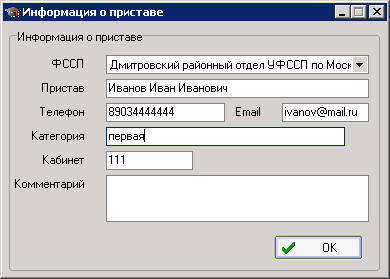 Информация о приставе
Информация о приставе
ФССП Дмитровский районный отдел УФССП по Моск
Пристав Иванов Иван Иванович
Телефон 89034444444 Email ivanov@mail.ru
Категория первая
Кабинет 111
Комментарий
OK